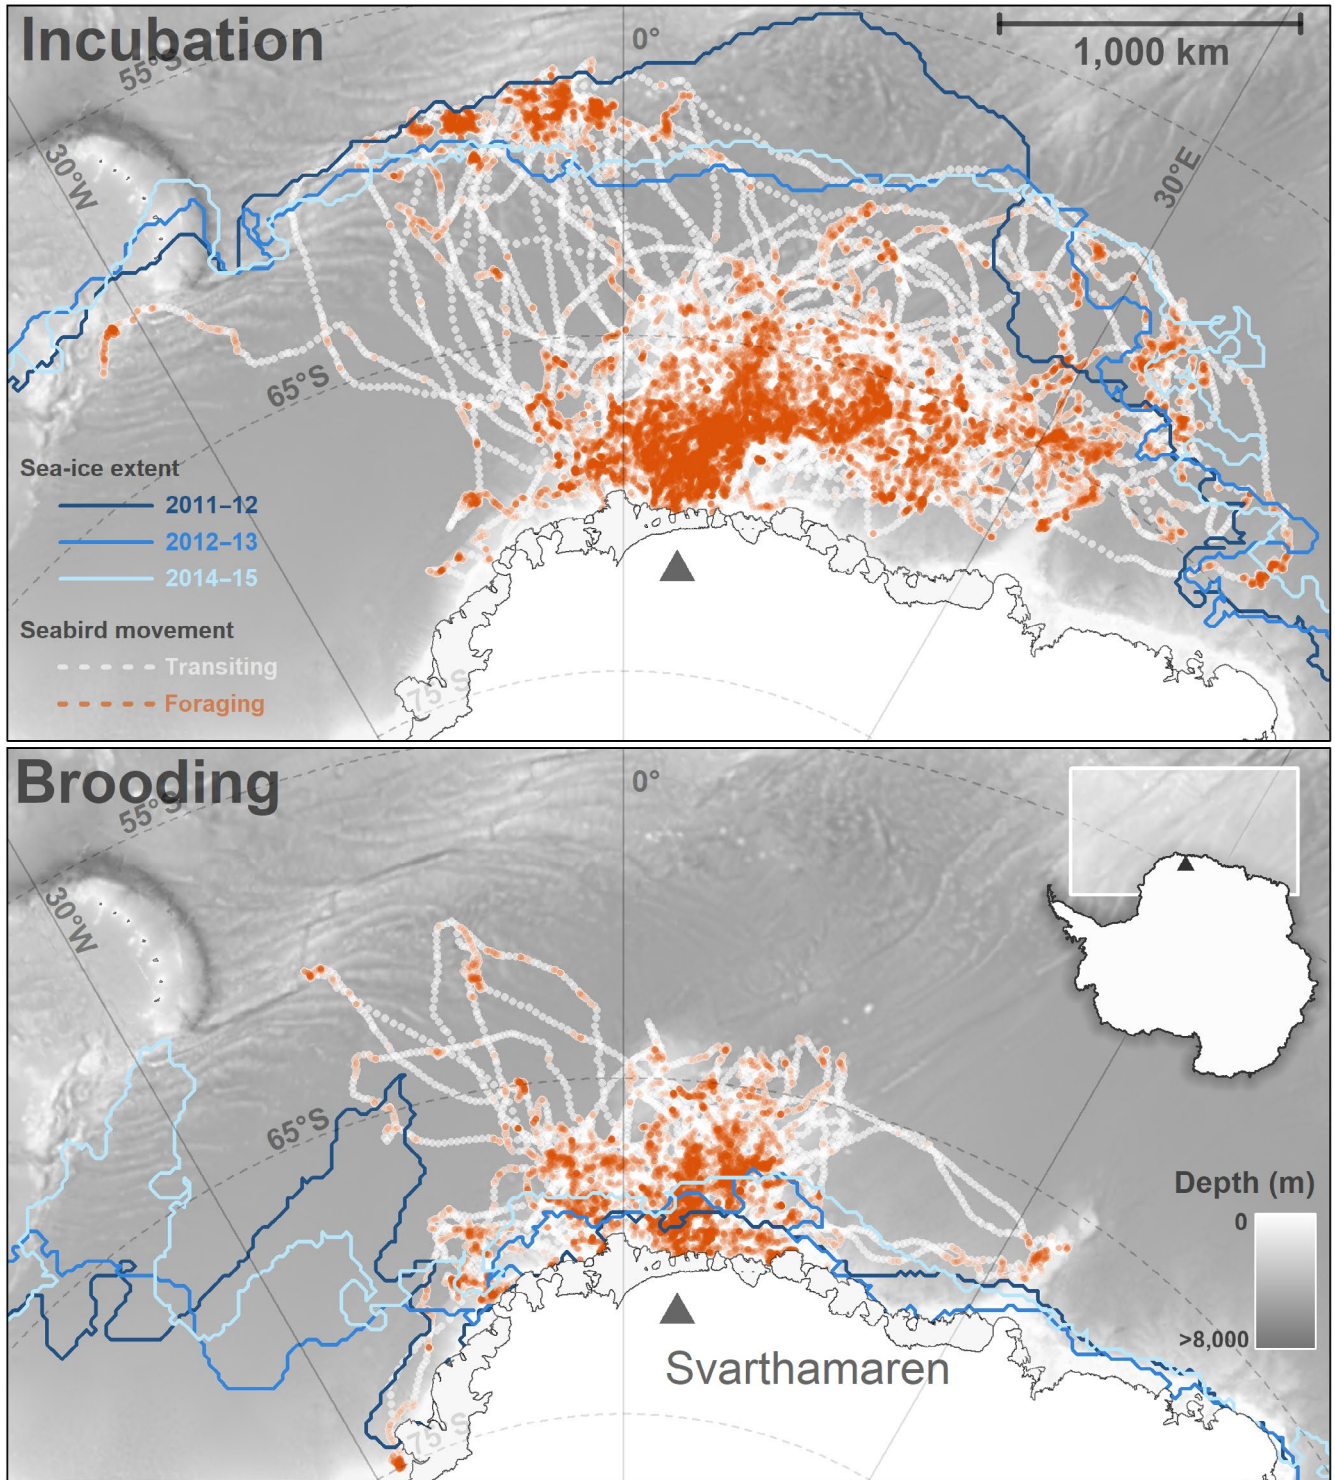 Incubation
0°
1,000 km
55°S
30°W
30°E
65°S
Sea-ice extent
2011–12
2012–13
2014–15
Seabird movement
Transiting
Foraging
75°S
Brooding
0°
55°S
30°W
65°S
Depth (m)
0
>8,000
Svarthamaren
75°S